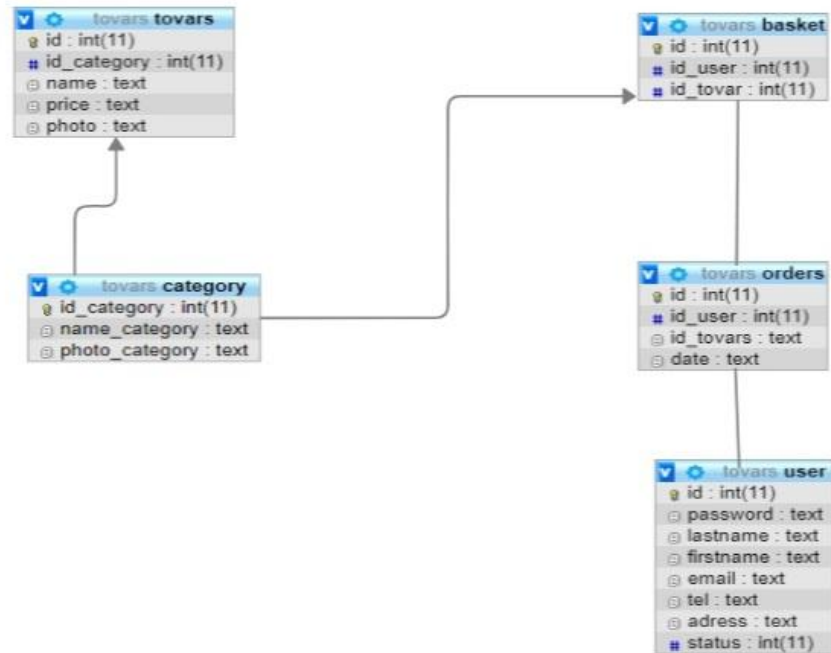 tovars tovars
id : int(11)
id_category : int(11)
name : text
price : text
photo : text
tovars category
id_category : int(11)
name_category : text
photo_category : text
tovars basket
id : int(11)
id_user : int(11)
id_tovar : int(11)
tovars orders
id : int(11)
id_user : int(11)
id_tovars : text
date : text
tovars user
id : int(11)
password : text
lastname : text
firstname : text
email : text
tel : text
adress : text
status : int(11)